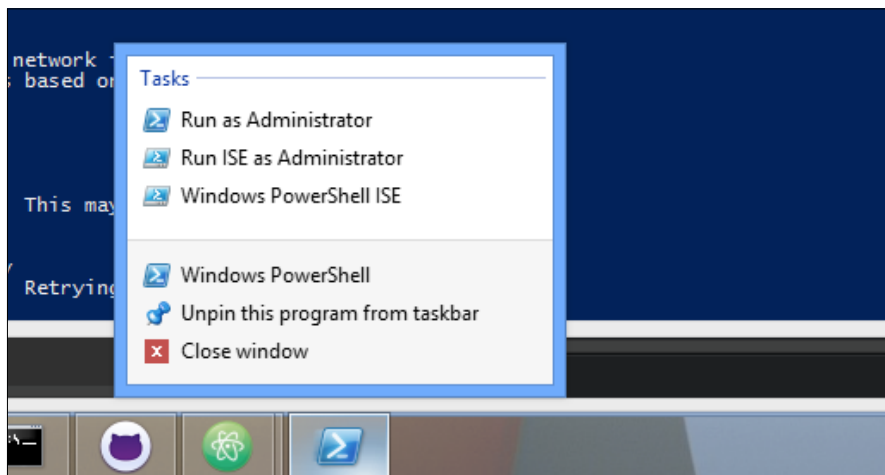 network
based on
Tasks
Run as Administrator
Run ISE as Administrator
Windows PowerShell ISE
This may
Windows PowerShell
Retrying
Unpin this program from taskbar
Close window